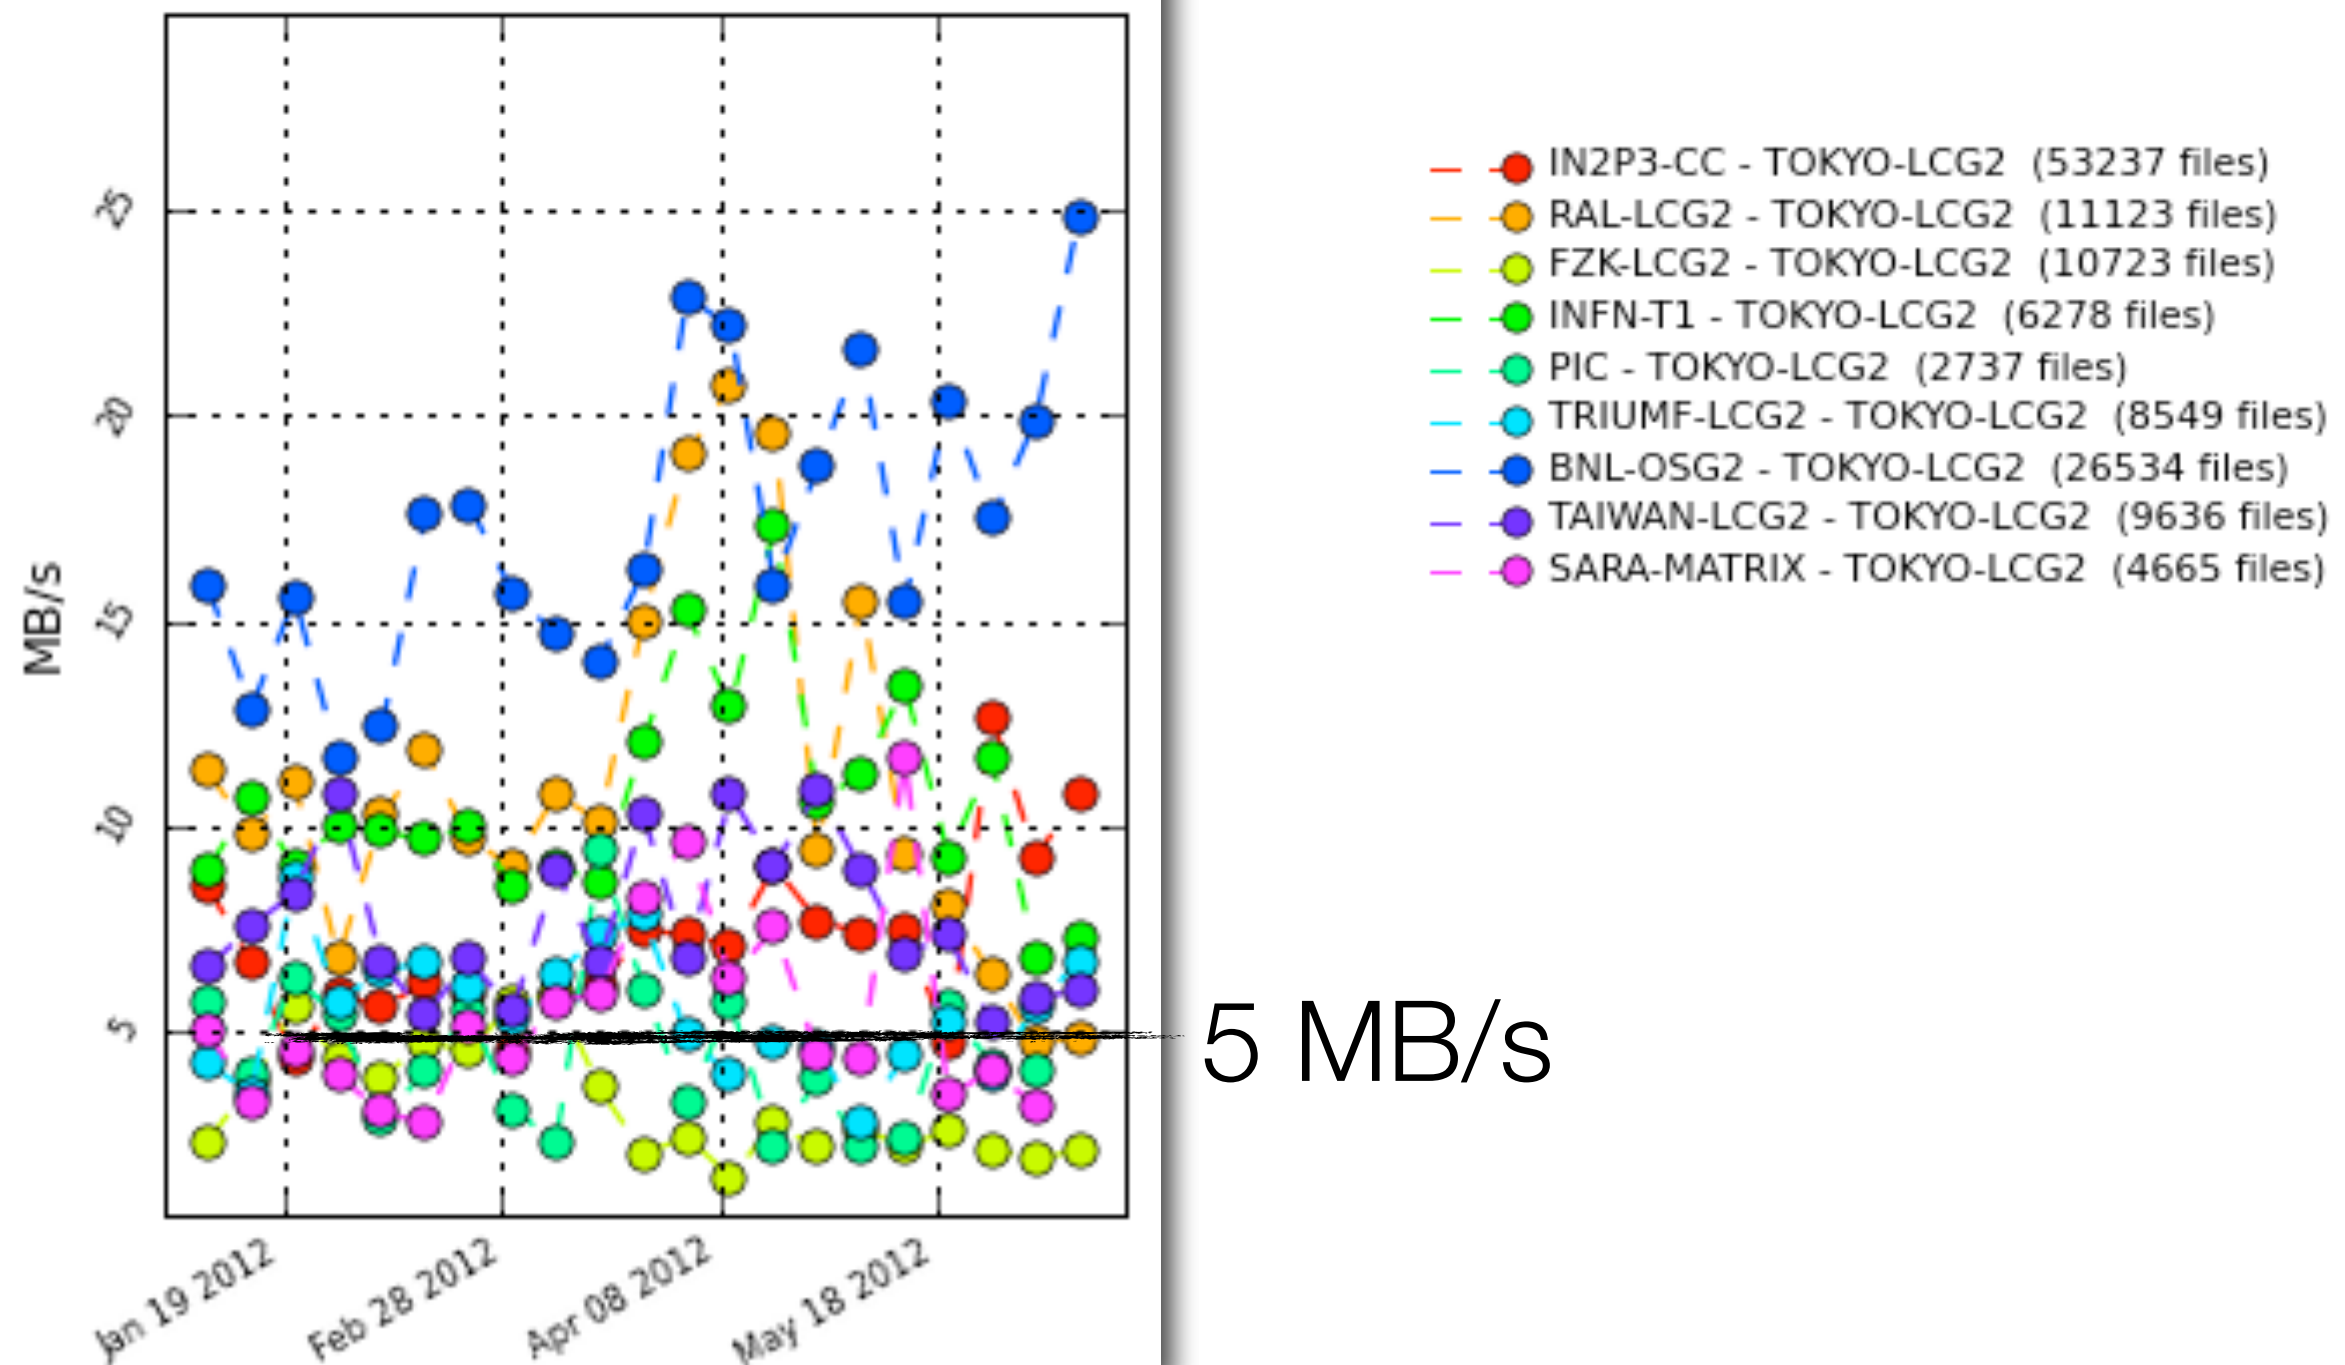 25
20
15
10
5
MB/s
Jan 19 2012
Feb 28 2012
Apr 08 2012
May 18 2012
IN2P3-CC - TOKYO-LCG2 (53237 files)
RAL-LCG2 - TOKYO-LCG2 (11123 files)
FZK-LCG2 - TOKYO-LCG2 (10723 files)
INFN-T1 - TOKYO-LCG2 (6278 files)
PIC - TOKYO-LCG2 (2737 files)
TRIUMF-LCG2 - TOKYO-LCG2 (8549 files)
BNL-OSG2 - TOKYO-LCG2 (26534 files)
TAIWAN-LCG2 - TOKYO-LCG2 (9636 files)
SARA-MATRIX - TOKYO-LCG2 (4665 files)
5 MB/s